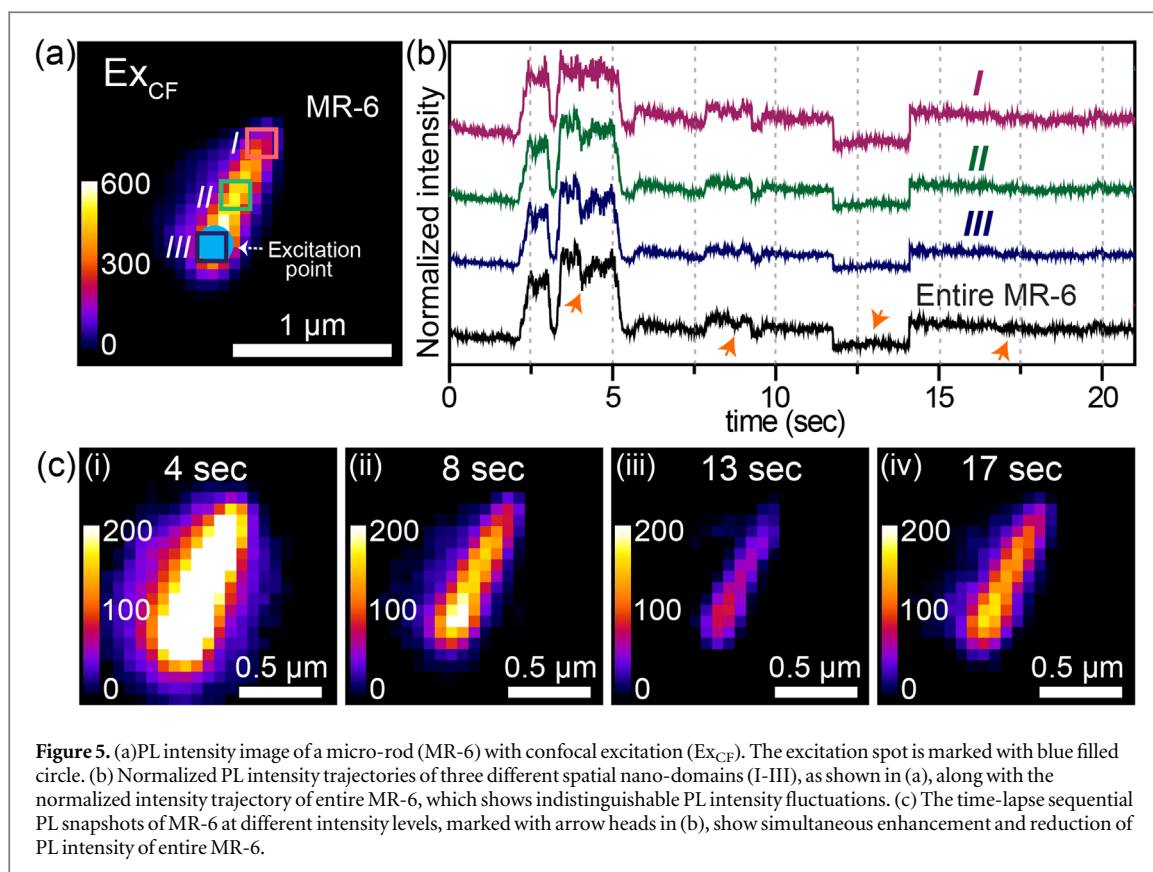 (a)
Ex_CF
MR-6
I
II
III
Excitation
point
600
300
0
1 µm
(b)
Normalized intensity
I
II
III
Entire MR-6
0 5 10 15 20
time (sec)
(c)
(i) 4 sec
200
100
0
0.5 µm
(ii) 8 sec
200
100
0
0.5 µm
(iii) 13 sec
200
100
0
0.5 µm
(iv) 17 sec
200
100
0
0.5 µm
Figure 5. (a)PL intensity image of a micro-rod (MR-6) with confocal excitation (Ex_CF). The excitation spot is marked with blue filled
circle. (b) Normalized PL intensity trajectories of three different spatial nano-domains (I-III), as shown in (a), along with the
normalized intensity trajectory of entire MR-6, which shows indistinguishable PL intensity fluctuations. (c) The time-lapse sequential
PL snapshots of MR-6 at different intensity levels, marked with arrow heads in (b), show simultaneous enhancement and reduction of
PL intensity of entire MR-6.